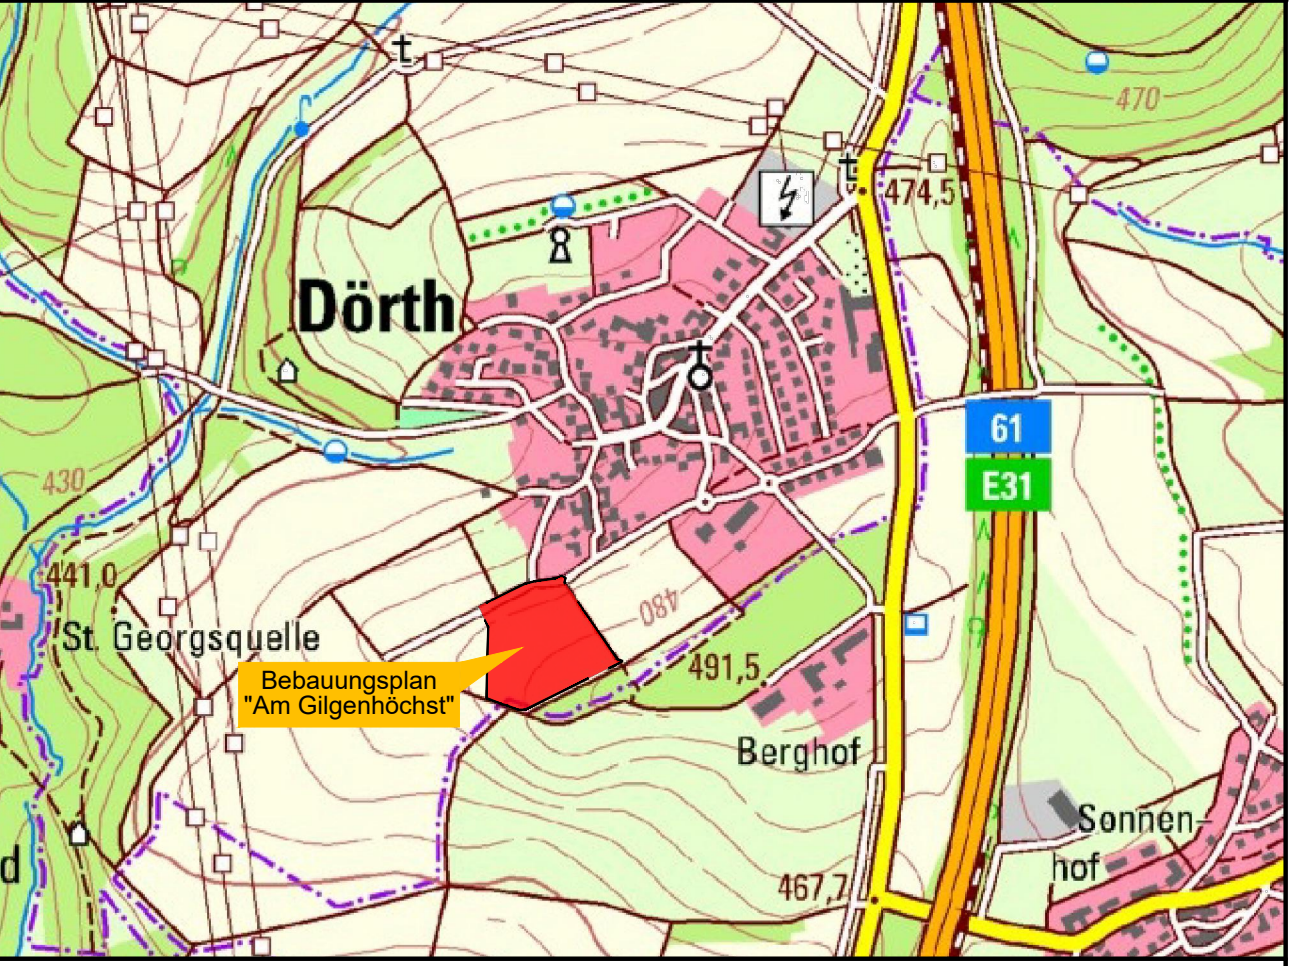 470
474,5
Dörth
61
E31
430
441,0
480
St. Georgsquelle
491,5
Bebauungsplan
"Am Gilgenhöchst"
Berghof
Sonnen-
hof
d
467,7